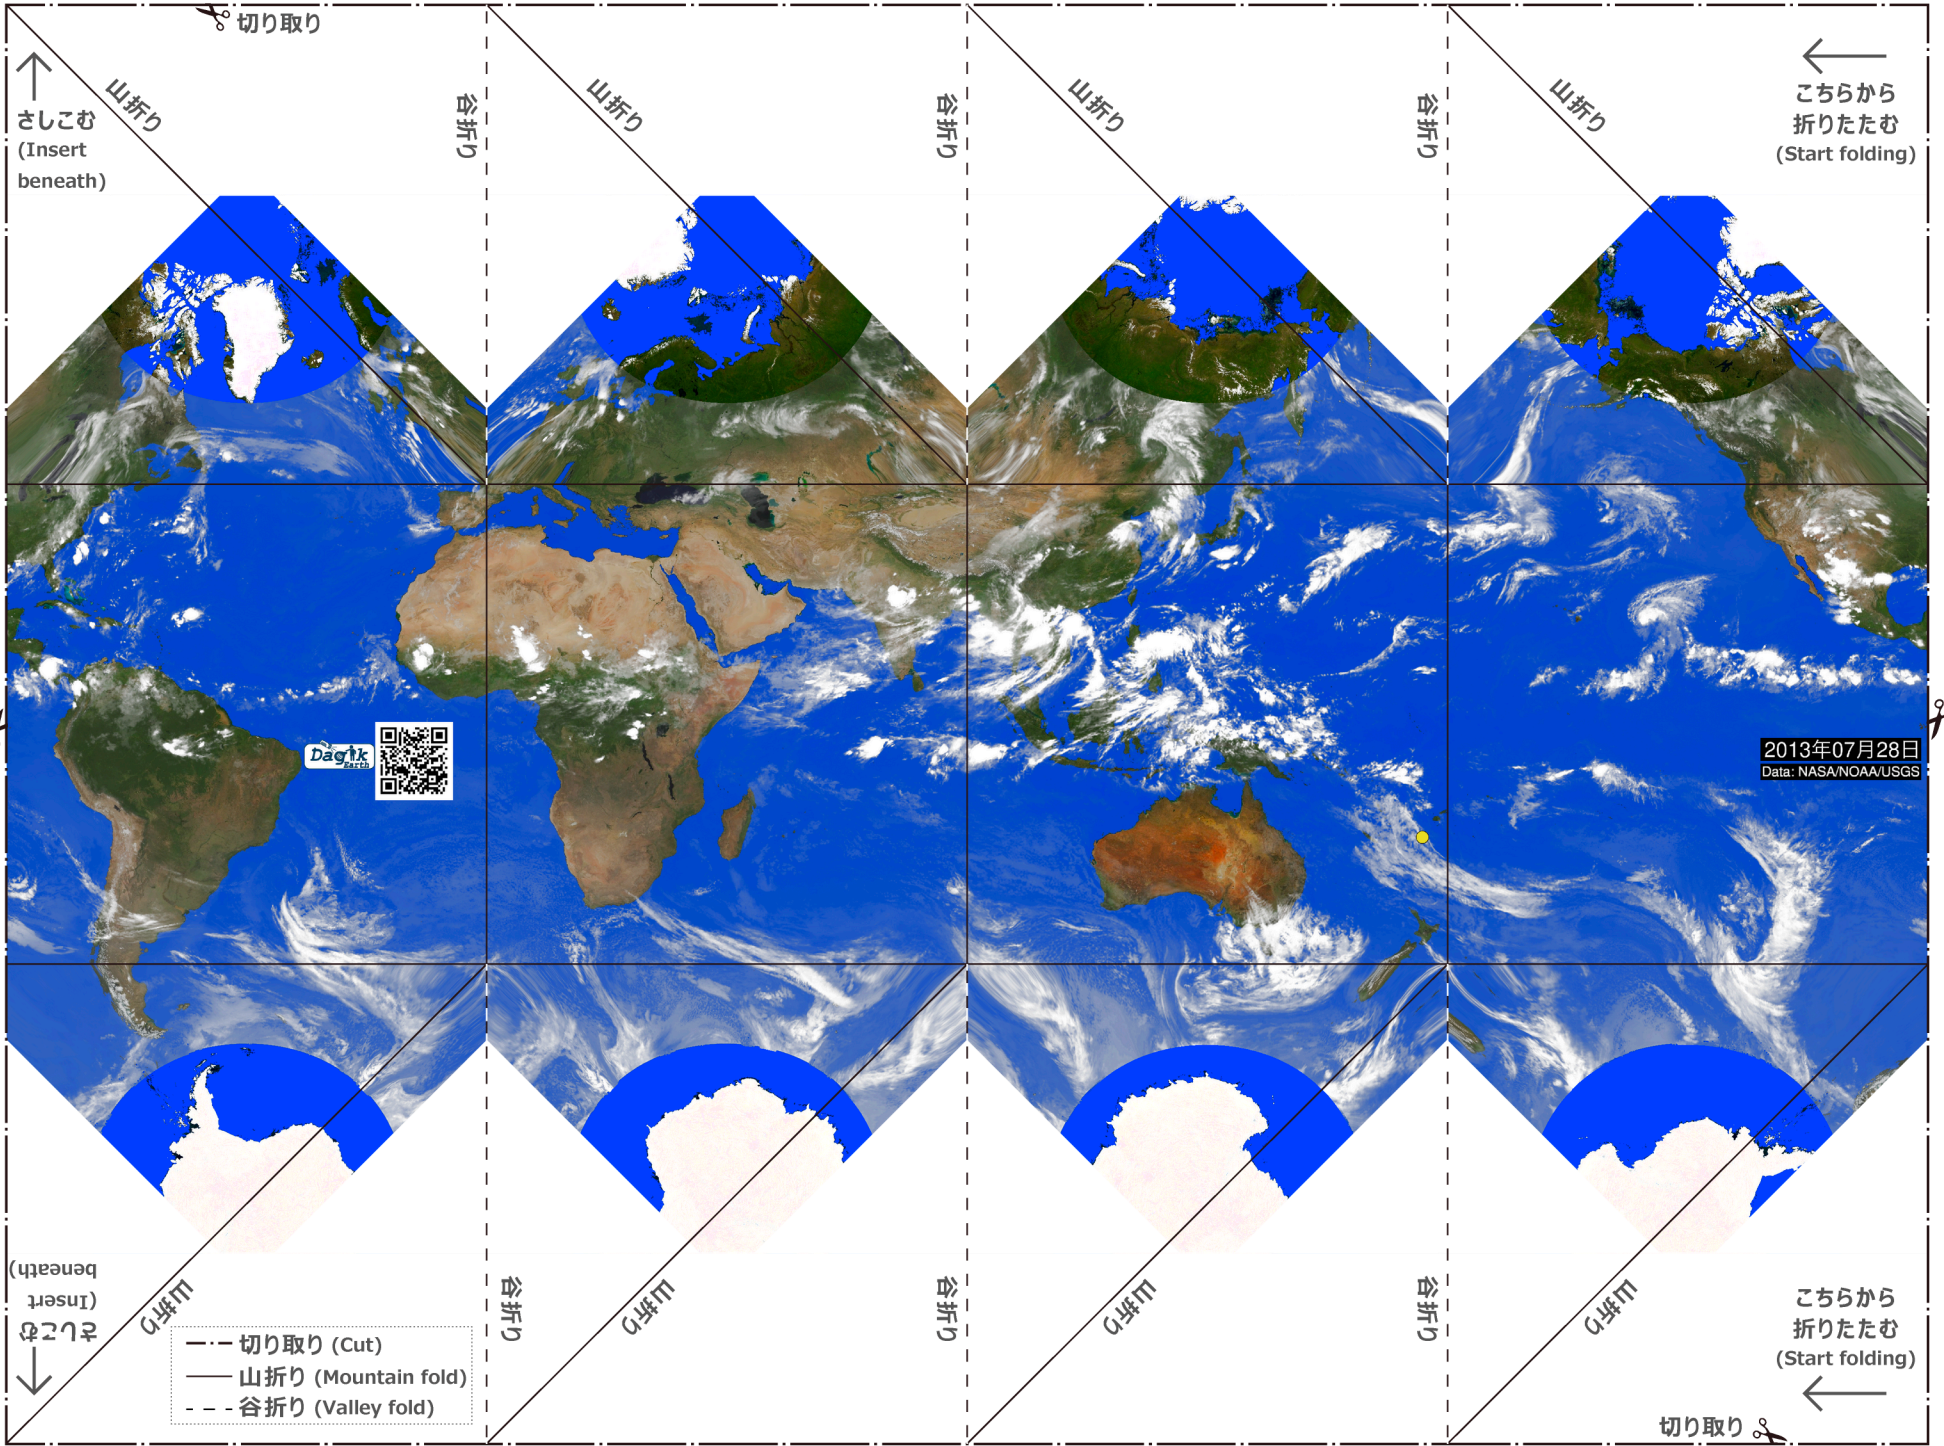 切り取り
さしこむ
(Insert
beneath)
山折り
谷折り
山折り
谷折り
山折り
谷折り
山折り
こちらから
折りたたむ
(Start folding)
Dagik
Earth
2013年07月28日
Data: NASA/NOAA/USGS
さしこむ
(Insert
beneath)
山折り
谷折り
山折り
谷折り
山折り
谷折り
山折り
こちらから
折りたたむ
(Start folding)
切り取り (Cut)
山折り (Mountain fold)
谷折り (Valley fold)
切り取り